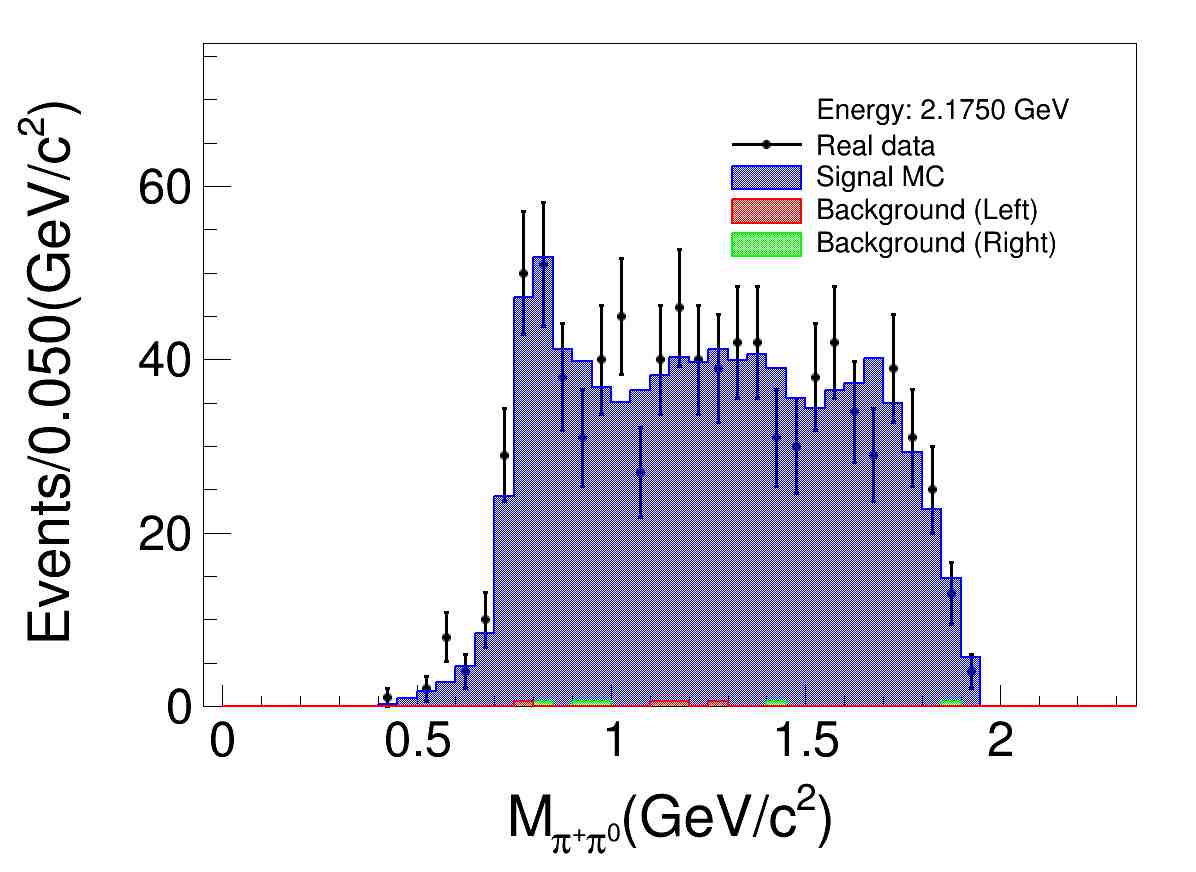 Events/0.050(GeV/c²)
Energy: 2.1750 GeV
Real data
Signal MC
Background (Left)
Background (Right)
60
40
20
0
0 0.5 1 1.5 2
Mπ⁺π⁰(GeV/c²)